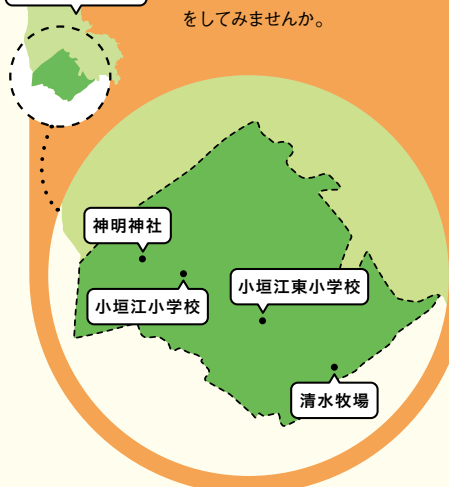 をしてみませんか。
神明神社
小垣江小学校
小垣江東小学校
清水牧場